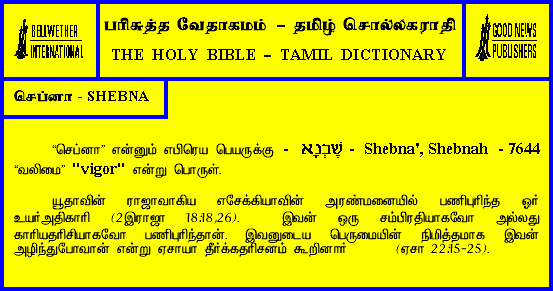 BELLWETHER
INTERNATIONAL
பரிசுத்த வேதாகமம் – தமிழ் சொல்லகராதி
THE HOLY BIBLE – TAMIL DICTIONARY
GOOD NEWS
PUBLISHERS
செப்னா - SHEBNA
“செப்னா” என்னும் எபிரெய பெயருக்கு - שֶׁבְנָא - Shebna', Shebnah - 7644
“வலிமை” "vigor" என்று பொருள்.
யூதாவின் ராஜாவாகிய எசேக்கியாவின் அரண்மனையில் பணிபுரிந்த ஓர்
உயர்அதிகாரி (2இராஜா 18:18,26). இவன் ஒரு சம்பிரதியாகவோ அல்லது
காரியதரிசியாகவோ பணிபுரிந்தான். இவனுடைய பெருமையின் நிமித்தமாக இவன்
அழிந்துபோவான் என்று ஏசாயா தீர்க்கதரிசனம் கூறினார் (ஏசா 22:15-25).